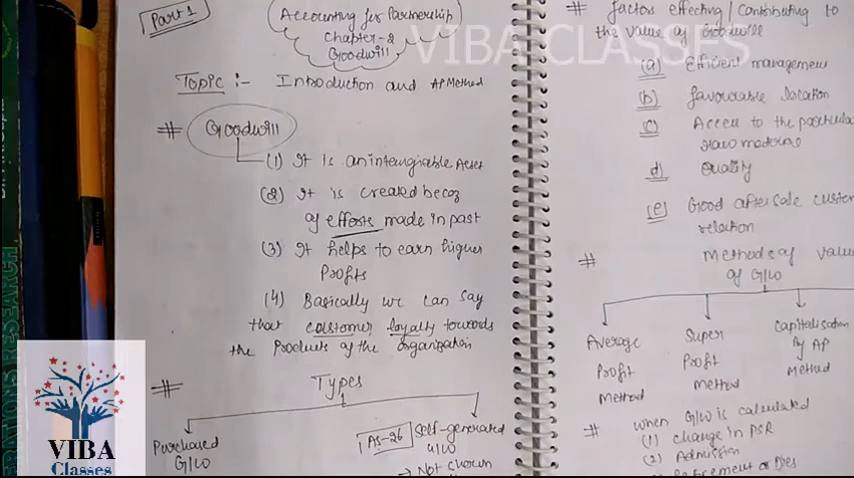 Part 1
Accounting for Partnership
Chapter-2
Goodwill
Topic :- Introduction and AP Method
# Goodwill
(1) It is an intangiable Asset
(2) It is created becoz
of efforts made in past
(3) It helps to earn higher
Profits
(4) Basically we can say
that customer loyalty towards
the Products of the organization
# Types
Purchased
G/W
AS-26
Self-generated
G/W
→ Not shown
# factors effecting/contributing to
the value of Goodwill
(a) Efficient management
(b) favourable location
(c) Access to the particular
d) Quality
(e) Good after sale custom
relation
# Methods of value
of G/W
Average
Profit
Method
Super
Profit
Method
Capitalisation
by AP
Method
# When G/W is calculated
(1) change in PSR
(2) Admission
VIBA CLASSES
VIBA
Classes